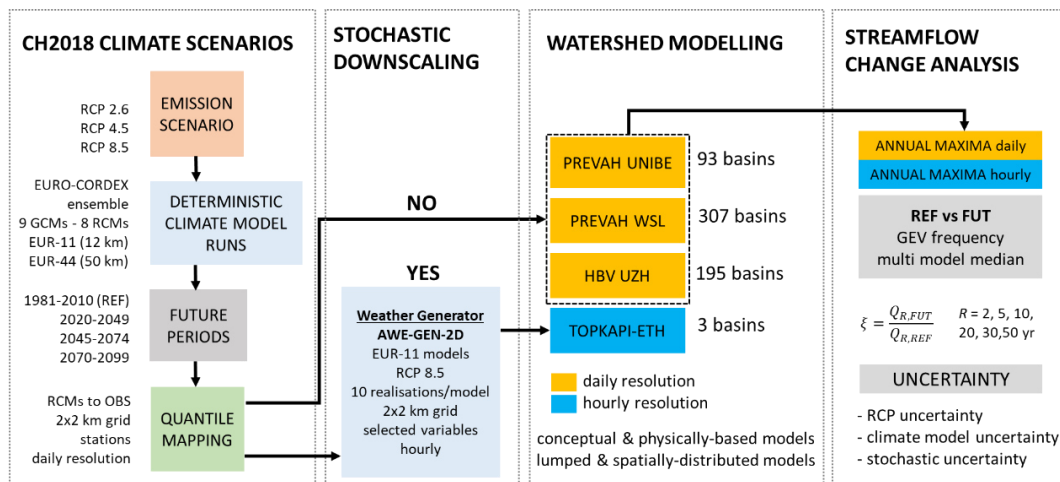 CH2018 CLIMATE SCENARIOS
RCP 2.6
RCP 4.5
RCP 8.5
EMISSION
SCENARIO
EURO-CORDEX
ensemble
9 GCMs - 8 RCMs
EUR-11 (12 km)
EUR-44 (50 km)
DETERMINISTIC
CLIMATE MODEL
RUNS
1981-2010 (REF)
2020-2049
2045-2074
2070-2099
FUTURE
PERIODS
RCMs to OBS
2x2 km grid
stations
daily resolution
QUANTILE
MAPPING
STOCHASTIC
DOWNSCALING
NO
YES
Weather Generator
AWE-GEN-2D
EUR-11 models
RCP 8.5
10 realisations/model
2x2 km grid
selected variables
hourly
WATERSHED MODELLING
PREVAH UNIBE
93 basins
PREVAH WSL
307 basins
HBV UZH
195 basins
TOPKAPI-ETH
3 basins
daily resolution
hourly resolution
conceptual & physically-based models
lumped & spatially-distributed models
STREAMFLOW
CHANGE ANALYSIS
ANNUAL MAXIMA daily
ANNUAL MAXIMA hourly
REF vs FUT
GEV frequency
multi model median
ξ = Q_{R,FUT} / Q_{R,REF}
R = 2, 5, 10,
20, 30,50 yr
UNCERTAINTY
- RCP uncertainty
- climate model uncertainty
- stochastic uncertainty